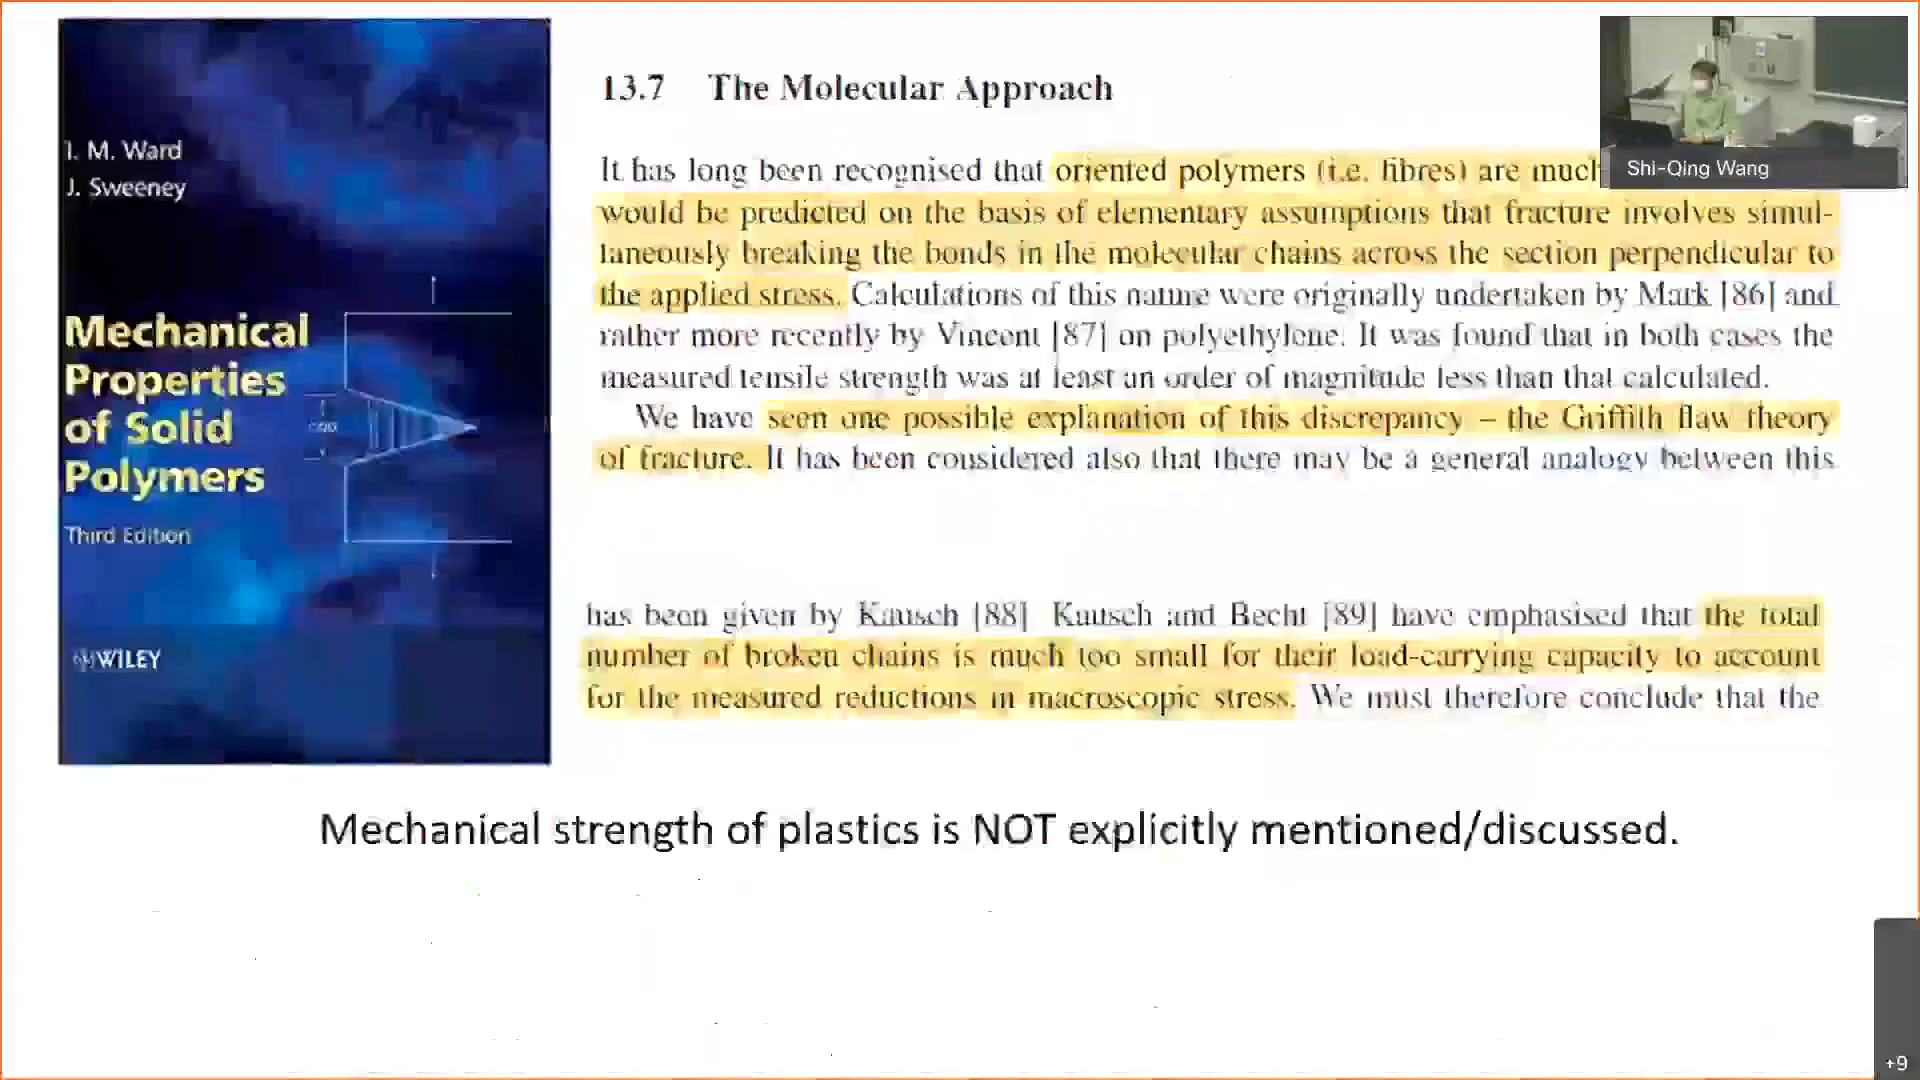 I. M. Ward
J. Sweeney
Mechanical
Properties
of Solid
Polymers
Third Edition
WILEY
13.7 The Molecular Approach
It has long been recognised that oriented polymers (i.e. fibres) are much
would be predicted on the basis of elementary assumptions that fracture involves simul-
taneously breaking the bonds in the molecular chains across the section perpendicular to
the applied stress. Calculations of this nature were originally undertaken by Mark [86] and
rather more recently by Vincent [87] on polyethylene. It was found that in both cases the
measured tensile strength was at least an order of magnitude less than that calculated.
We have seen one possible explanation of this discrepancy – the Griffith flaw theory
of fracture. It has been considered also that there may be a general analogy between this
has been given by Kausch [88] Kausch and Becht [89] have emphasised that the total
number of broken chains is much too small for their load-carrying capacity to account
for the measured reductions in macroscopic stress. We must therefore conclude that the
Mechanical strength of plastics is NOT explicitly mentioned/discussed.
Shi-Qing Wang
+9